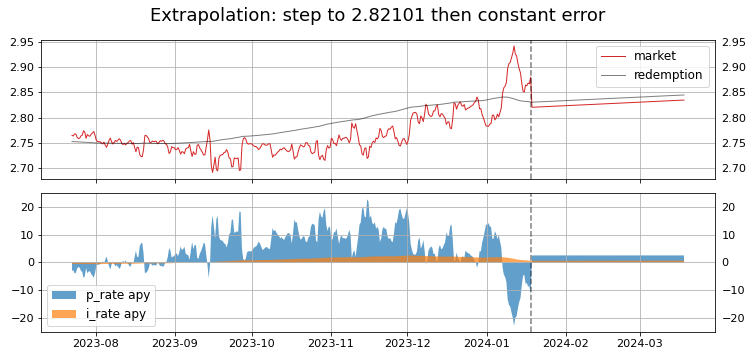 Extrapolation: step to 2.82101 then constant error
2.95 2.95
2.90 2.90
2.85 2.85
2.80 2.80
2.75 2.75
2.70 2.70
market
redemption
20 20
10 10
0 0
−10 −10
−20 −20
p_rate apy
i_rate apy
2023-08 2023-09 2023-10 2023-11 2023-12 2024-01 2024-02 2024-03